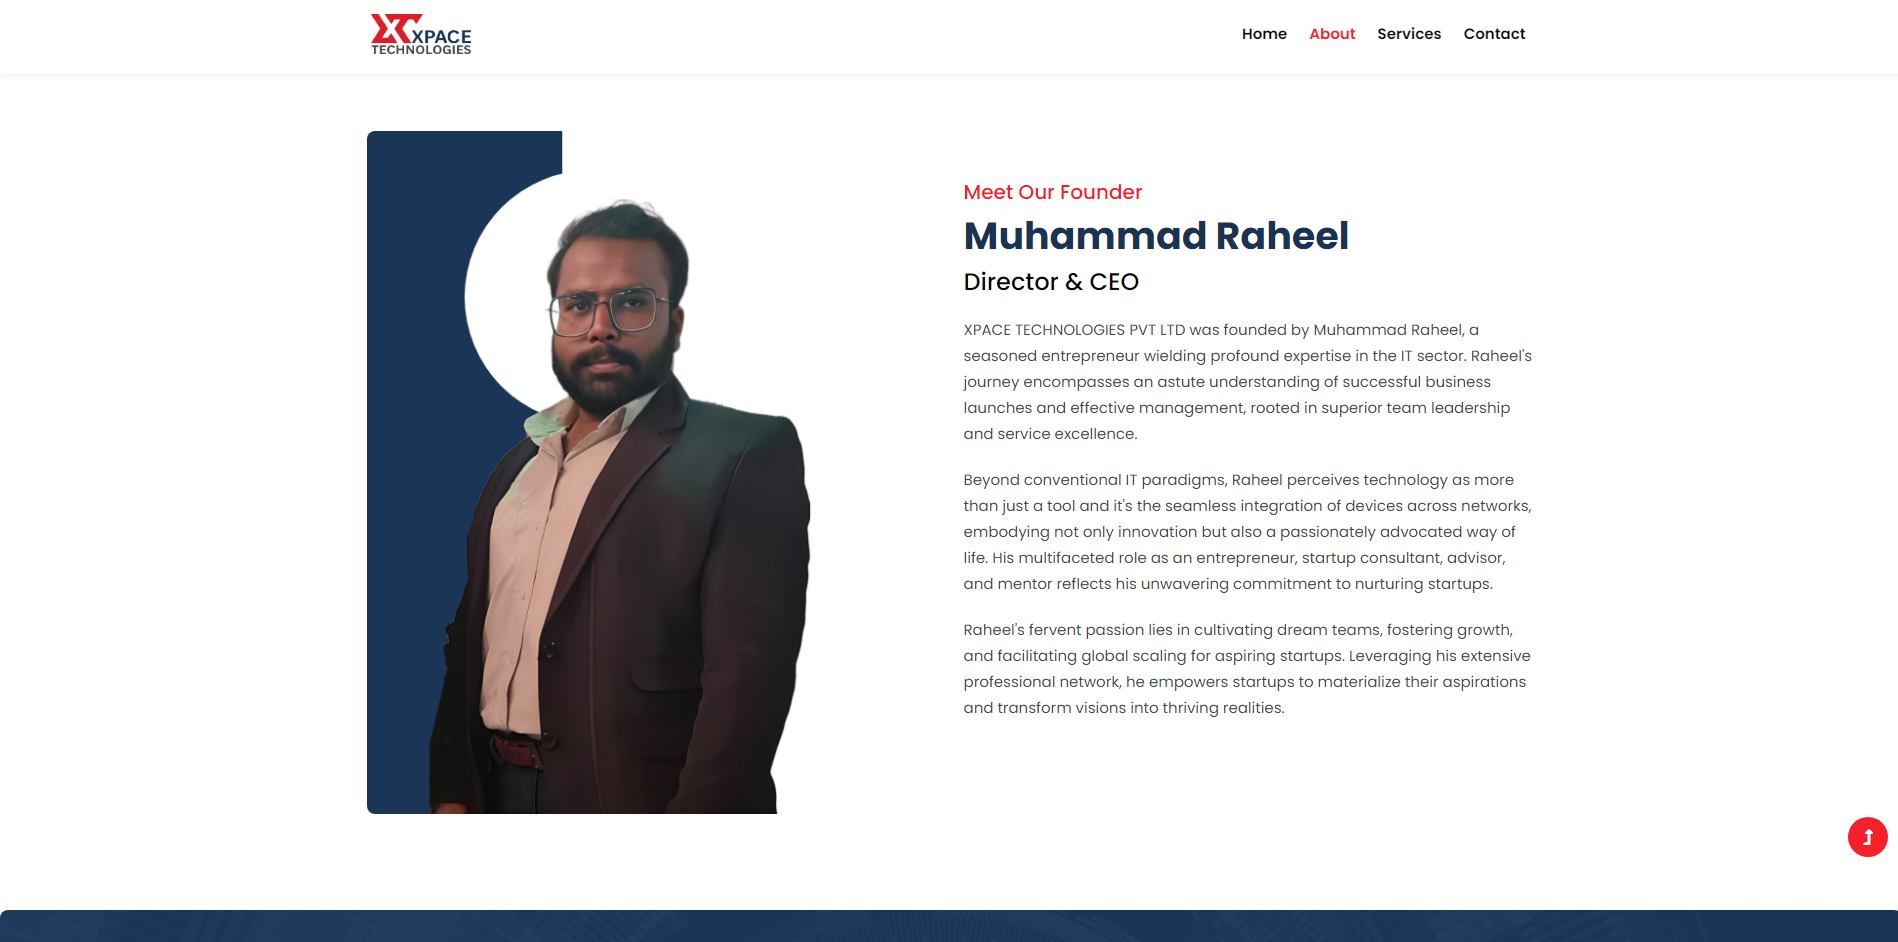 XPACE
TECHNOLOGIES
Home About Services Contact
Meet Our Founder
Muhammad Raheel
Director & CEO
XPACE TECHNOLOGIES PVT LTD was founded by Muhammad Raheel, a
seasoned entrepreneur wielding profound expertise in the IT sector. Raheel's
journey encompasses an astute understanding of successful business
launches and effective management, rooted in superior team leadership
and service excellence.
Beyond conventional IT paradigms, Raheel perceives technology as more
than just a tool and it's the seamless integration of devices across networks,
embodying not only innovation but also a passionately advocated way of
life. His multifaceted role as an entrepreneur, startup consultant, advisor,
and mentor reflects his unwavering commitment to nurturing startups.
Raheel's fervent passion lies in cultivating dream teams, fostering growth,
and facilitating global scaling for aspiring startups. Leveraging his extensive
professional network, he empowers startups to materialize their aspirations
and transform visions into thriving realities.